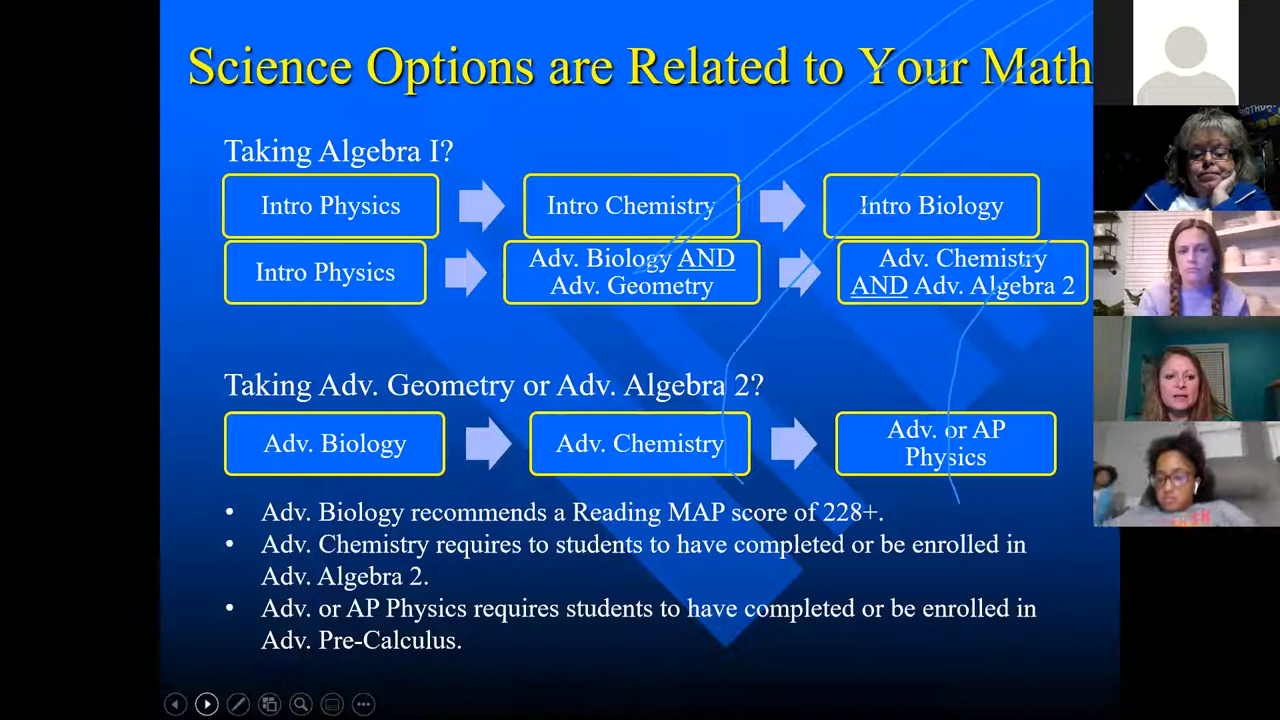 Science Options are Related to Your Math
Taking Algebra I?
Intro Physics
Intro Chemistry
Intro Biology
Intro Physics
Adv. Biology AND
Adv. Geometry
Adv. Chemistry
AND Adv. Algebra 2
Taking Adv. Geometry or Adv. Algebra 2?
Adv. Biology
Adv. Chemistry
Adv. or AP
Physics
• Adv. Biology recommends a Reading MAP score of 228+.
• Adv. Chemistry requires to students to have completed or be enrolled in
Adv. Algebra 2.
• Adv. or AP Physics requires students to have completed or be enrolled in
Adv. Pre-Calculus.